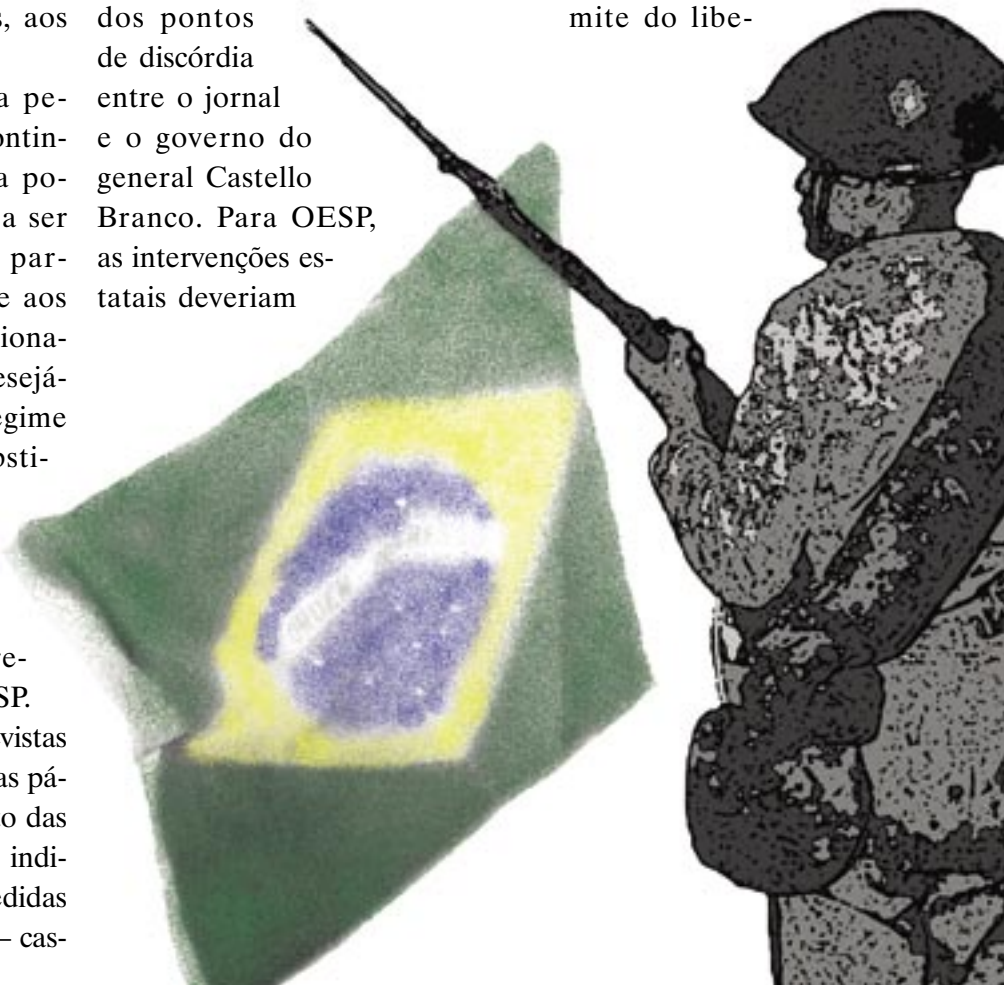 s, aos
a pe-
ontin-
a po-
a ser
par-
e aos
iona-
esejá-
egime
osti-
re-
SP.
vistas
as pá-
o das
indi-
edidas
– cas-
dos pontos
de discórdia
entre o jornal
e o governo do
general Castello
Branco. Para OESP,
as intervenções es-
tatais deveriam
mite do libe-